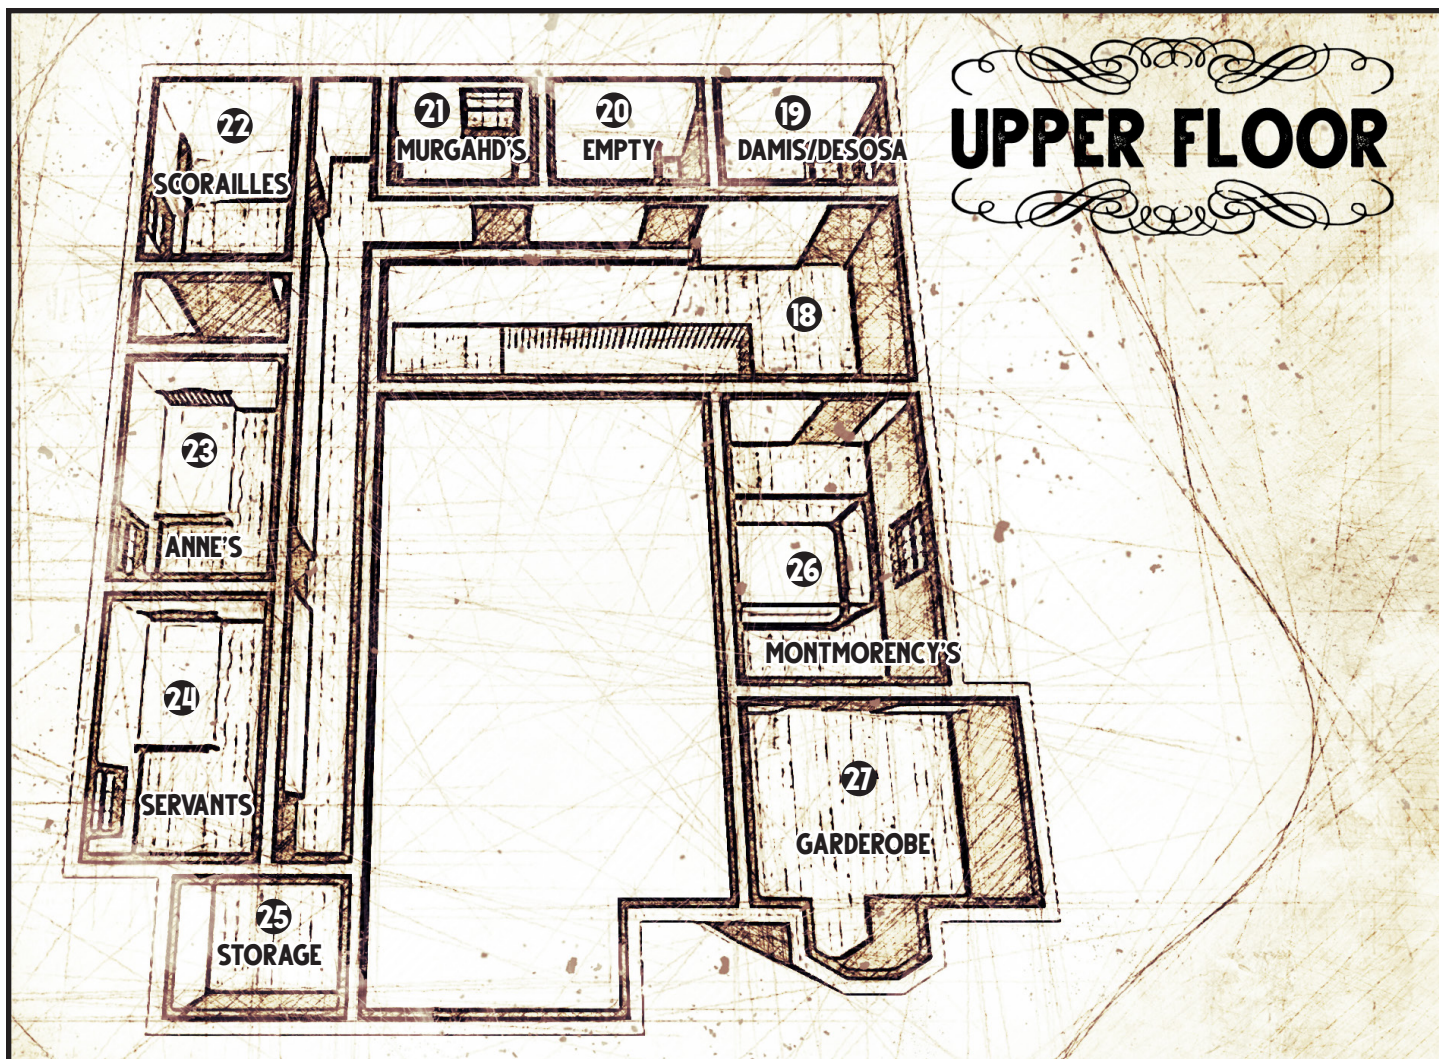 UPPER FLOOR
22
SCORAILLES
21
MURGAHD'S
20
EMPTY
19
DAMIS/DESOSA
18
23
ANNE'S
24
SERVANTS
25
STORAGE
26
MONTMORENCY'S
27
GARDEROBE